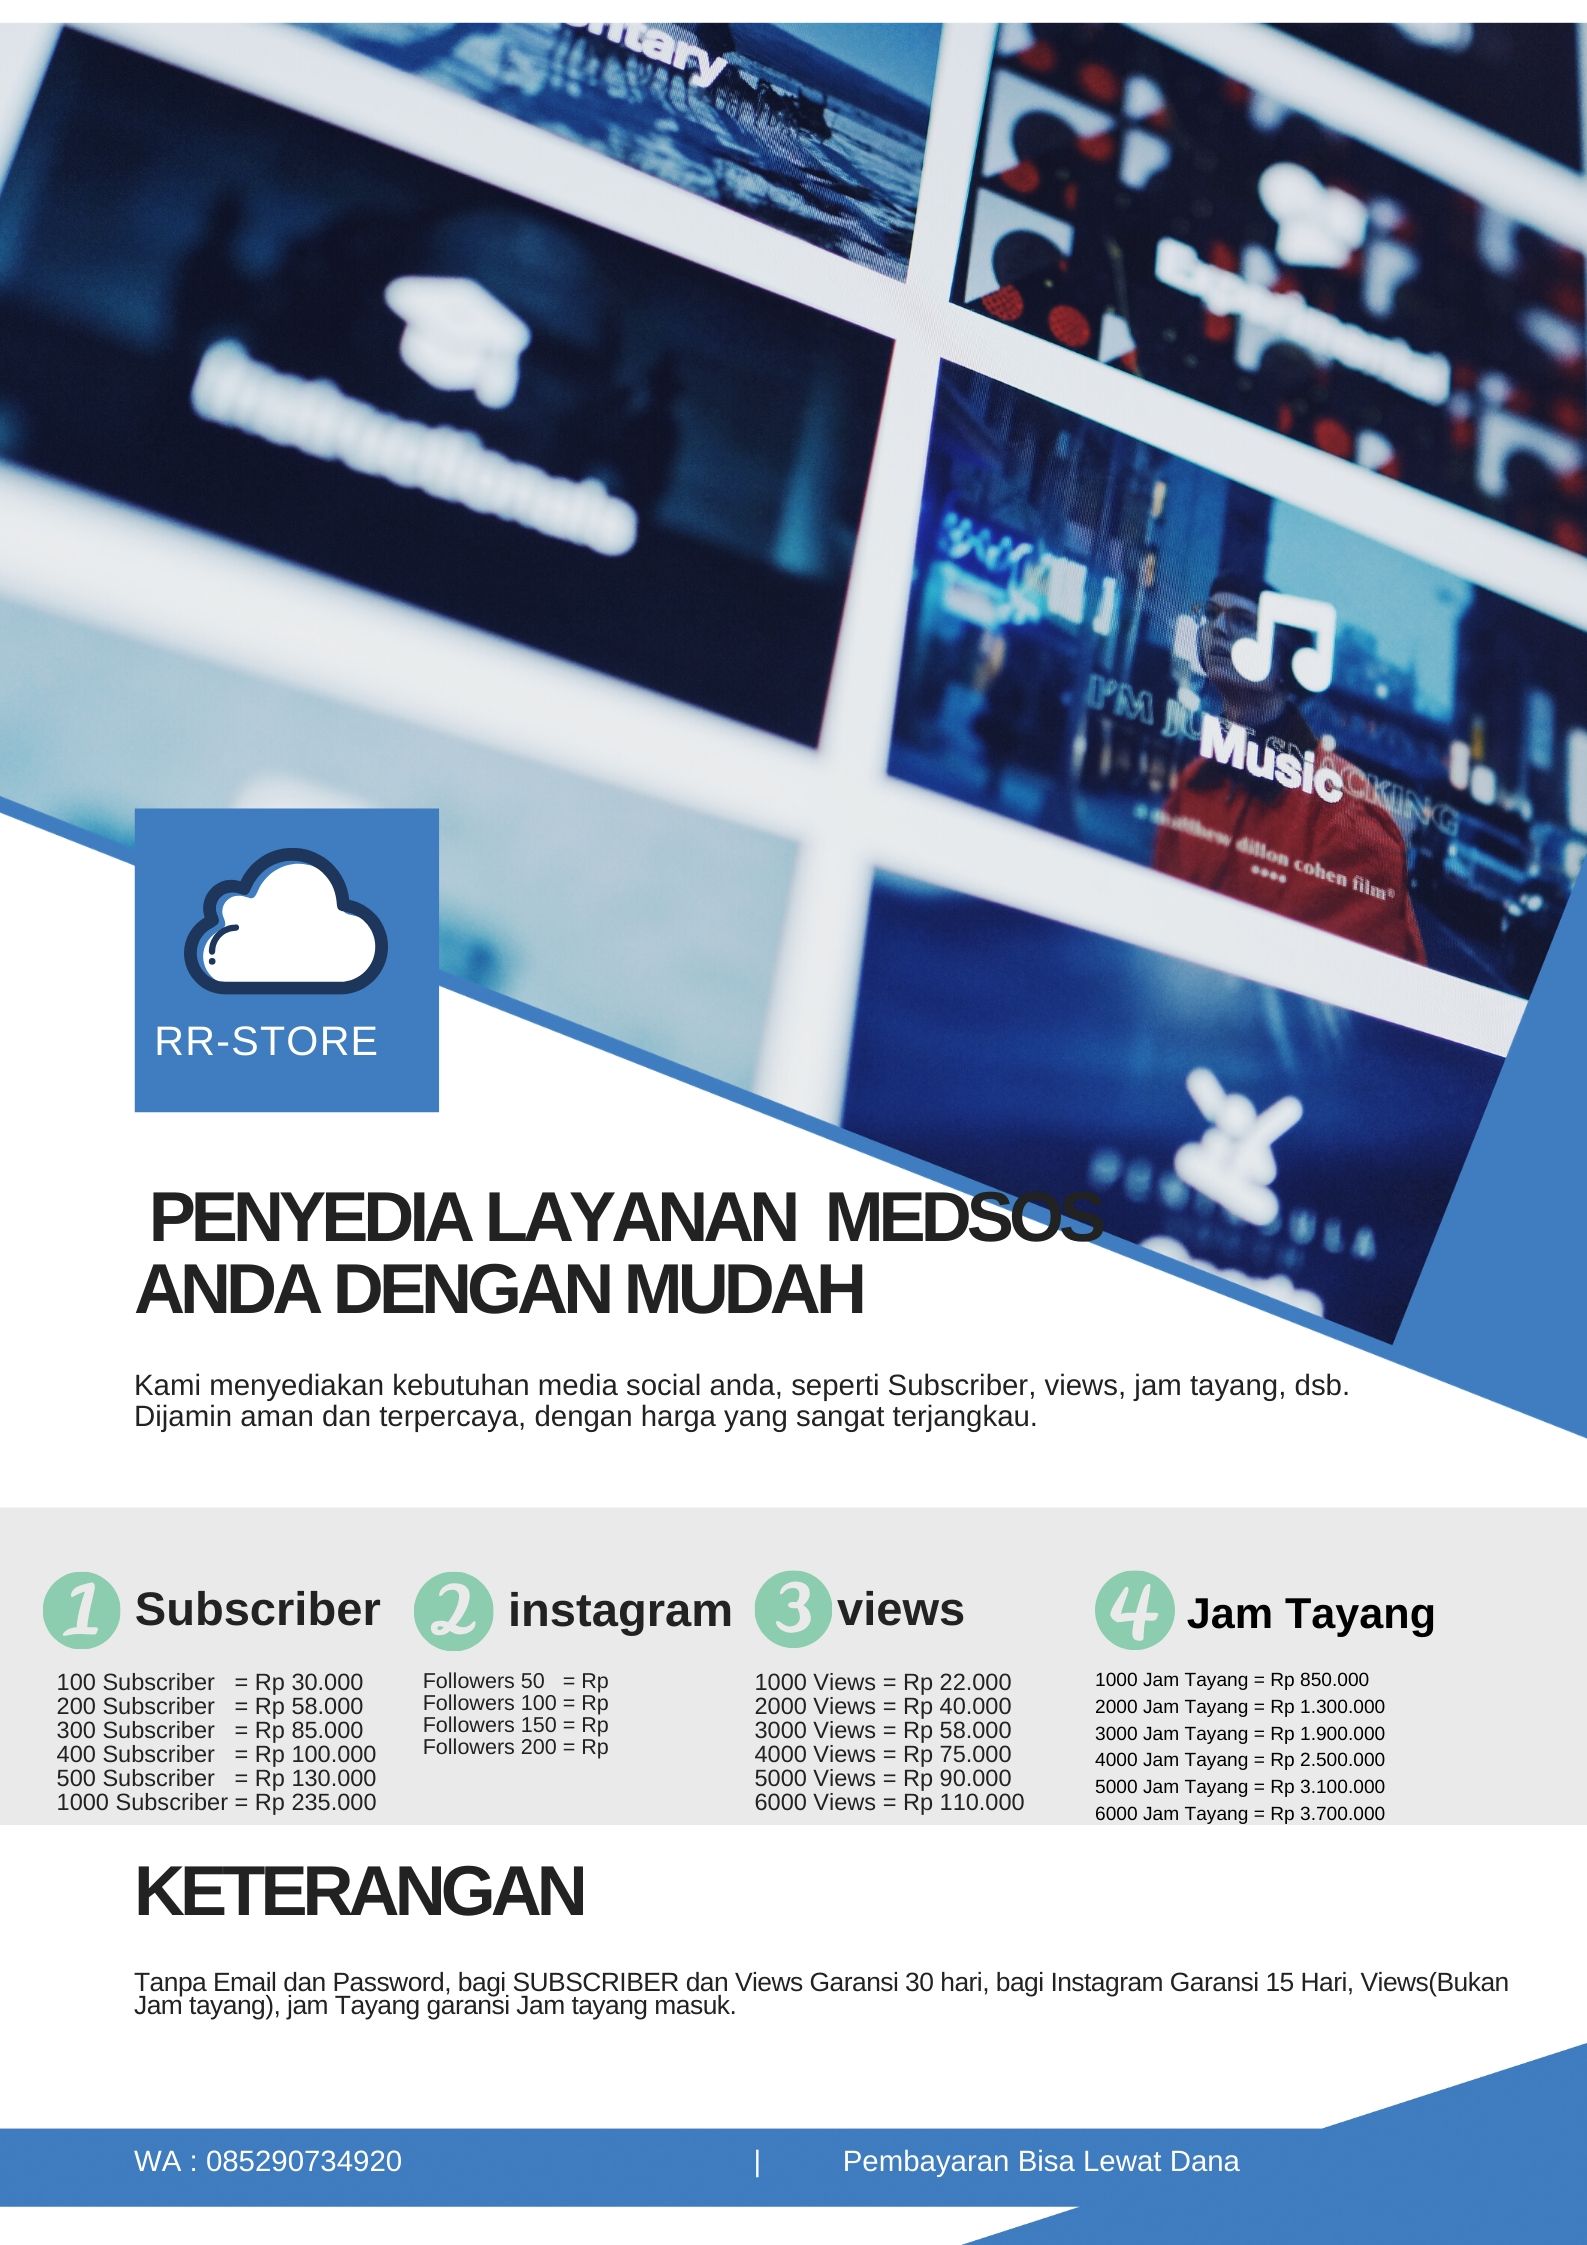 ntary
Experimental
Instructionals
I'M JUST SNACKING
Music
a matthew dillon cohen film
RR-STORE
PENYEDIA LAYANAN MEDSOS
ANDA DENGAN MUDAH
Kami menyediakan kebutuhan media social anda, seperti Subscriber, views, jam tayang, dsb.
Dijamin aman dan terpercaya, dengan harga yang sangat terjangkau.
1 Subscriber
100 Subscriber = Rp 30.000
200 Subscriber = Rp 58.000
300 Subscriber = Rp 85.000
400 Subscriber = Rp 100.000
500 Subscriber = Rp 130.000
1000 Subscriber = Rp 235.000
2 instagram
Followers 50 = Rp
Followers 100 = Rp
Followers 150 = Rp
Followers 200 = Rp
3 views
1000 Views = Rp 22.000
2000 Views = Rp 40.000
3000 Views = Rp 58.000
4000 Views = Rp 75.000
5000 Views = Rp 90.000
6000 Views = Rp 110.000
4 Jam Tayang
1000 Jam Tayang = Rp 850.000
2000 Jam Tayang = Rp 1.300.000
3000 Jam Tayang = Rp 1.900.000
4000 Jam Tayang = Rp 2.500.000
5000 Jam Tayang = Rp 3.100.000
6000 Jam Tayang = Rp 3.700.000
KETERANGAN
Tanpa Email dan Password, bagi SUBSCRIBER dan Views Garansi 30 hari, bagi Instagram Garansi 15 Hari, Views(Bukan
Jam tayang), jam Tayang garansi Jam tayang masuk.
WA : 085290734920 | Pembayaran Bisa Lewat Dana